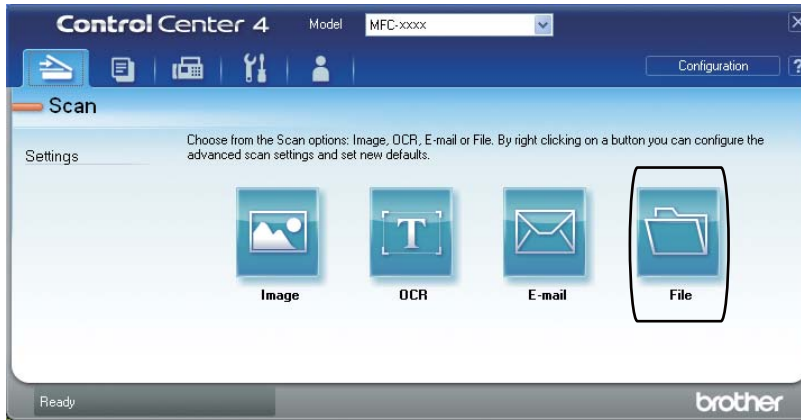 Control Center 4 Model MFC-xxxx
Configuration ?
Scan
Settings
Choose from the Scan options: Image, OCR, E-mail or File. By right clicking on a button you can configure the
advanced scan settings and set new defaults.
T
Image OCR E-mail File
Ready brother